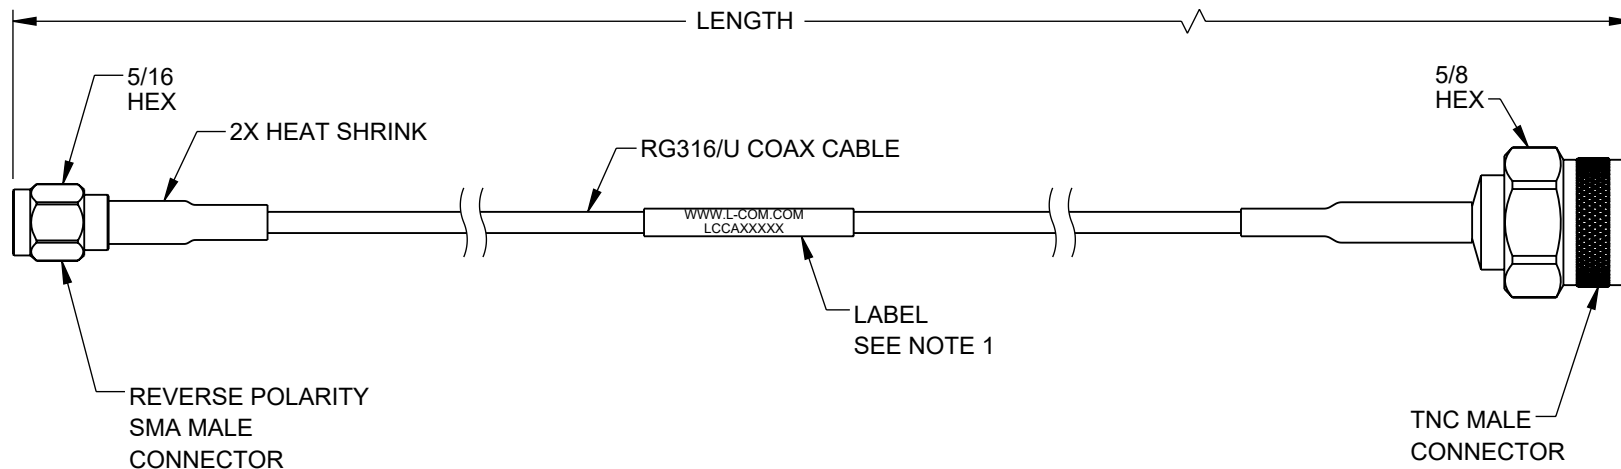 LENGTH
5/16
HEX
5/8
HEX
2X HEAT SHRINK
RG316/U COAX CABLE
WWW.L-COM.COM
LCCAXXXXX
LABEL
SEE NOTE 1
REVERSE POLARITY
SMA MALE
CONNECTOR
TNC MALE
CONNECTOR